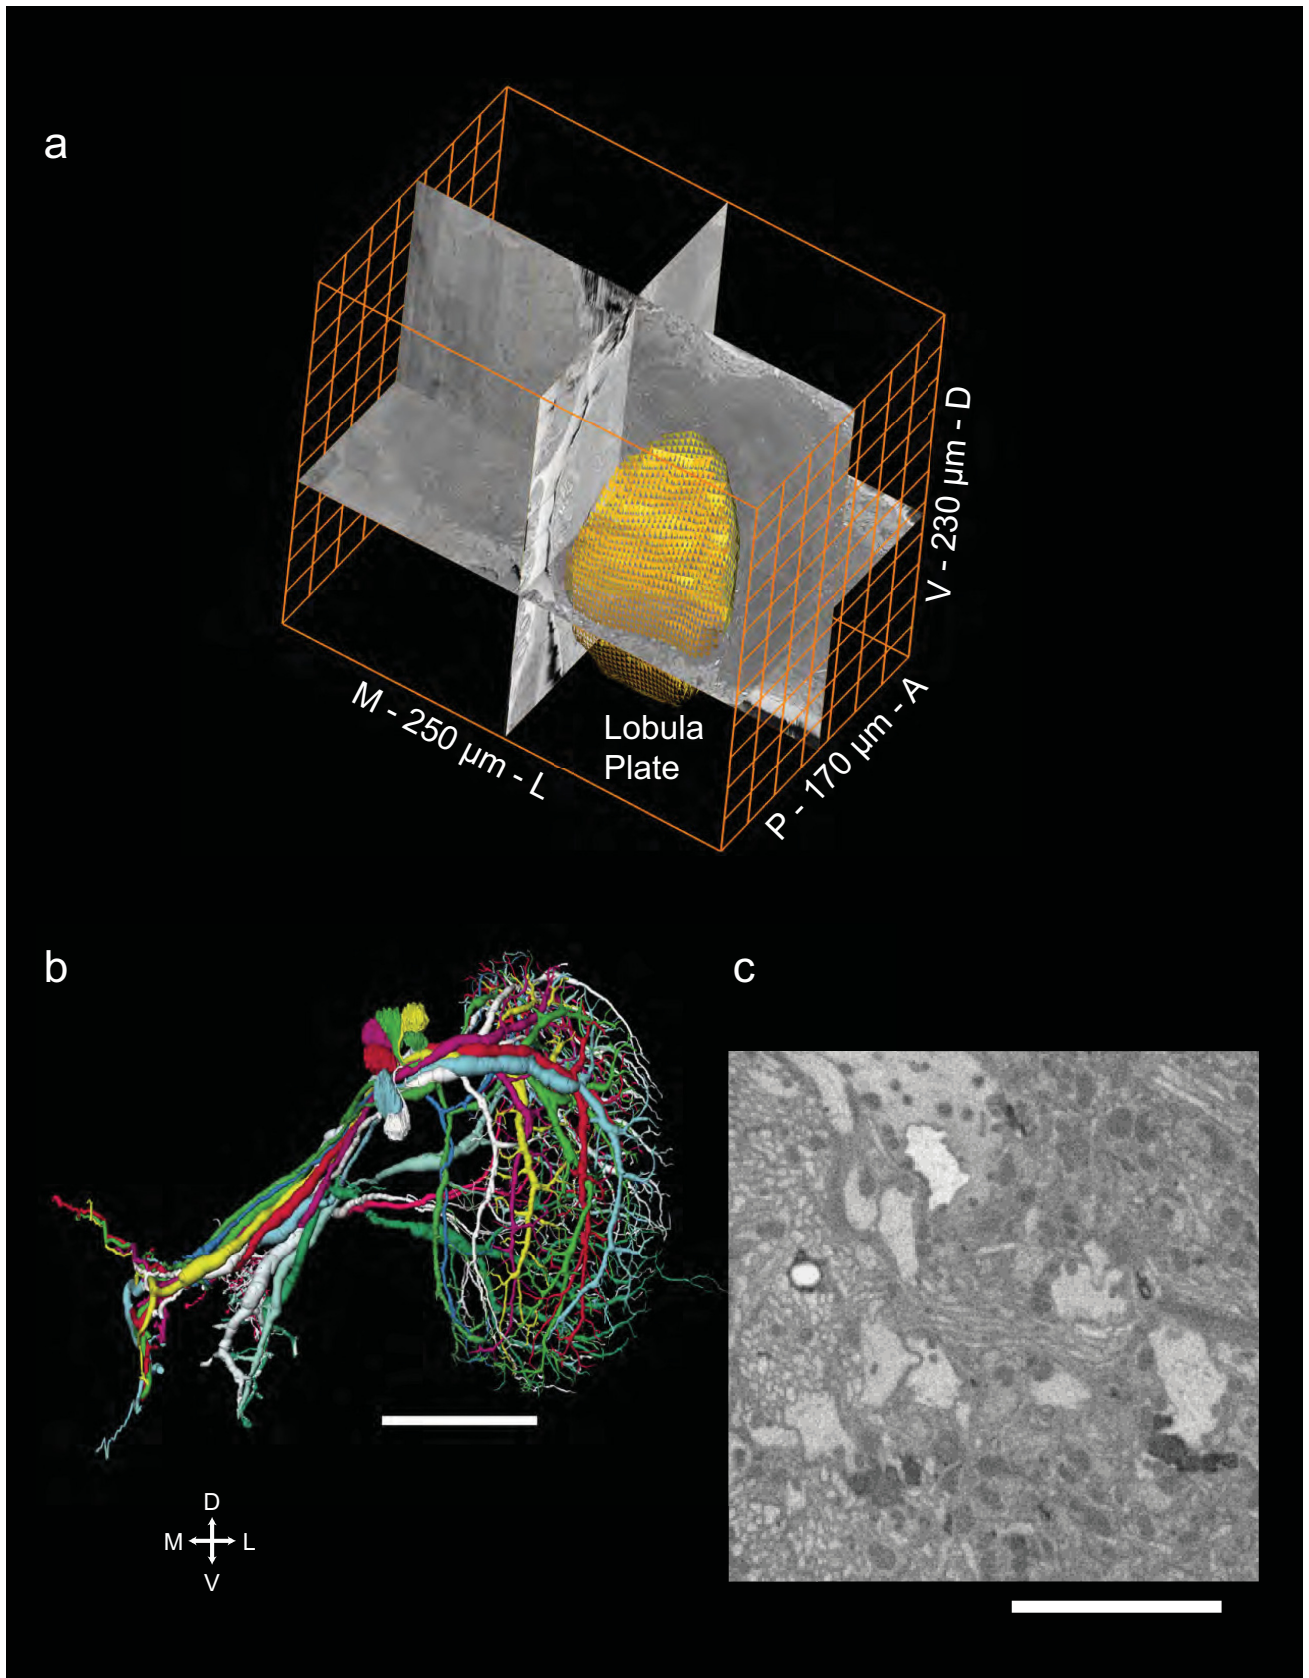 a
V - 230 µm - D
M - 250 µm - L
P - 170 µm - A
Lobula
Plate
b
c
D
M L
V